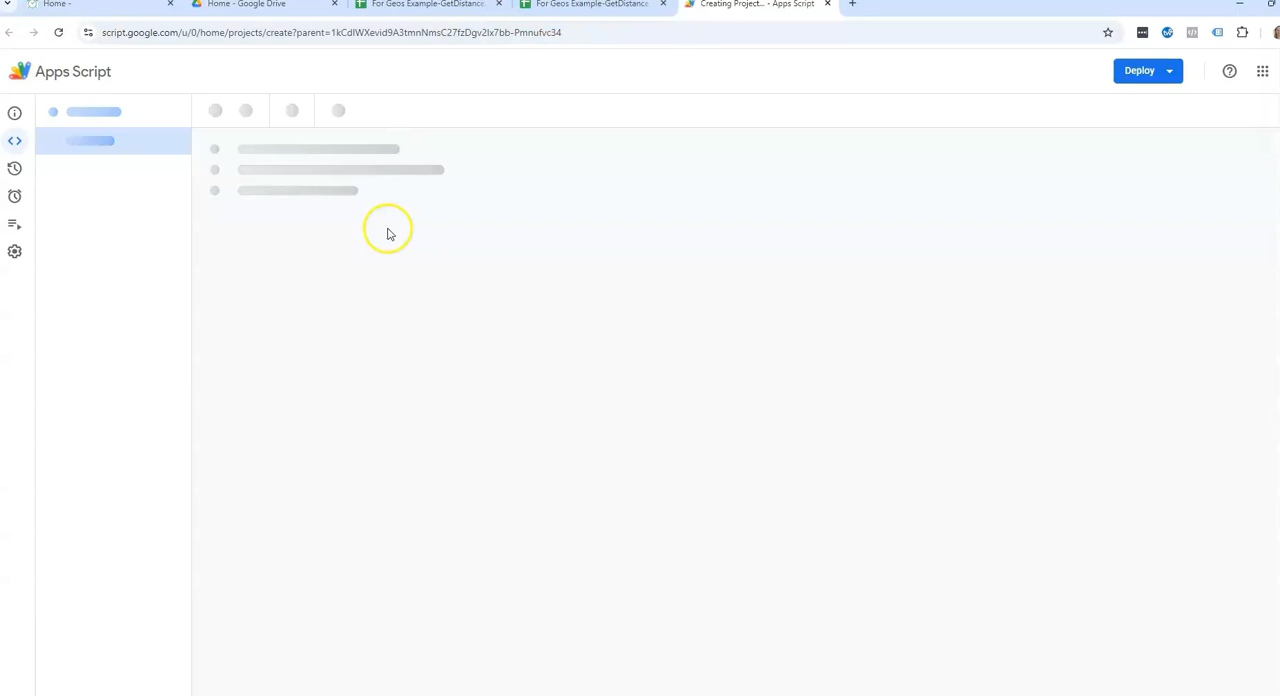 Home -
Home - Google Drive
For Geos Example-GetDistance.
For Geos Example-GetDistance
Creating Project... - Apps Script
script.google.com/u/0/home/projects/create?parent=1kCdlWXevid9A3tmnNmsC27fzDgv2lx7bb-Pmnufvc34
Apps Script
Deploy